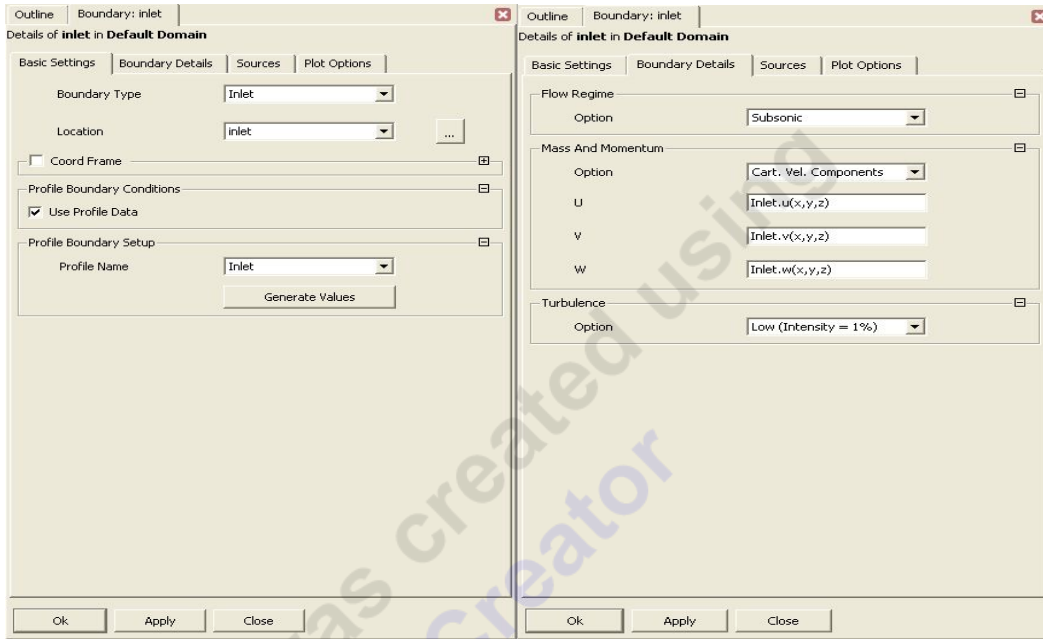 Outline Boundary: inlet
Details of inlet in Default Domain
Basic Settings Boundary Details Sources Plot Options
Boundary Type Inlet
Location inlet ...
Coord Frame
Profile Boundary Conditions
Use Profile Data
Profile Boundary Setup
Profile Name Inlet
Generate Values
Ok Apply Close
Outline Boundary: inlet
Details of inlet in Default Domain
Basic Settings Boundary Details Sources Plot Options
Flow Regime
Option Subsonic
Mass And Momentum
Option Cart. Vel. Components
U Inlet.u(x,y,z)
V Inlet.v(x,y,z)
W Inlet.w(x,y,z)
Turbulence
Option Low (Intensity = 1%)
Ok Apply Close
was created using
Creator